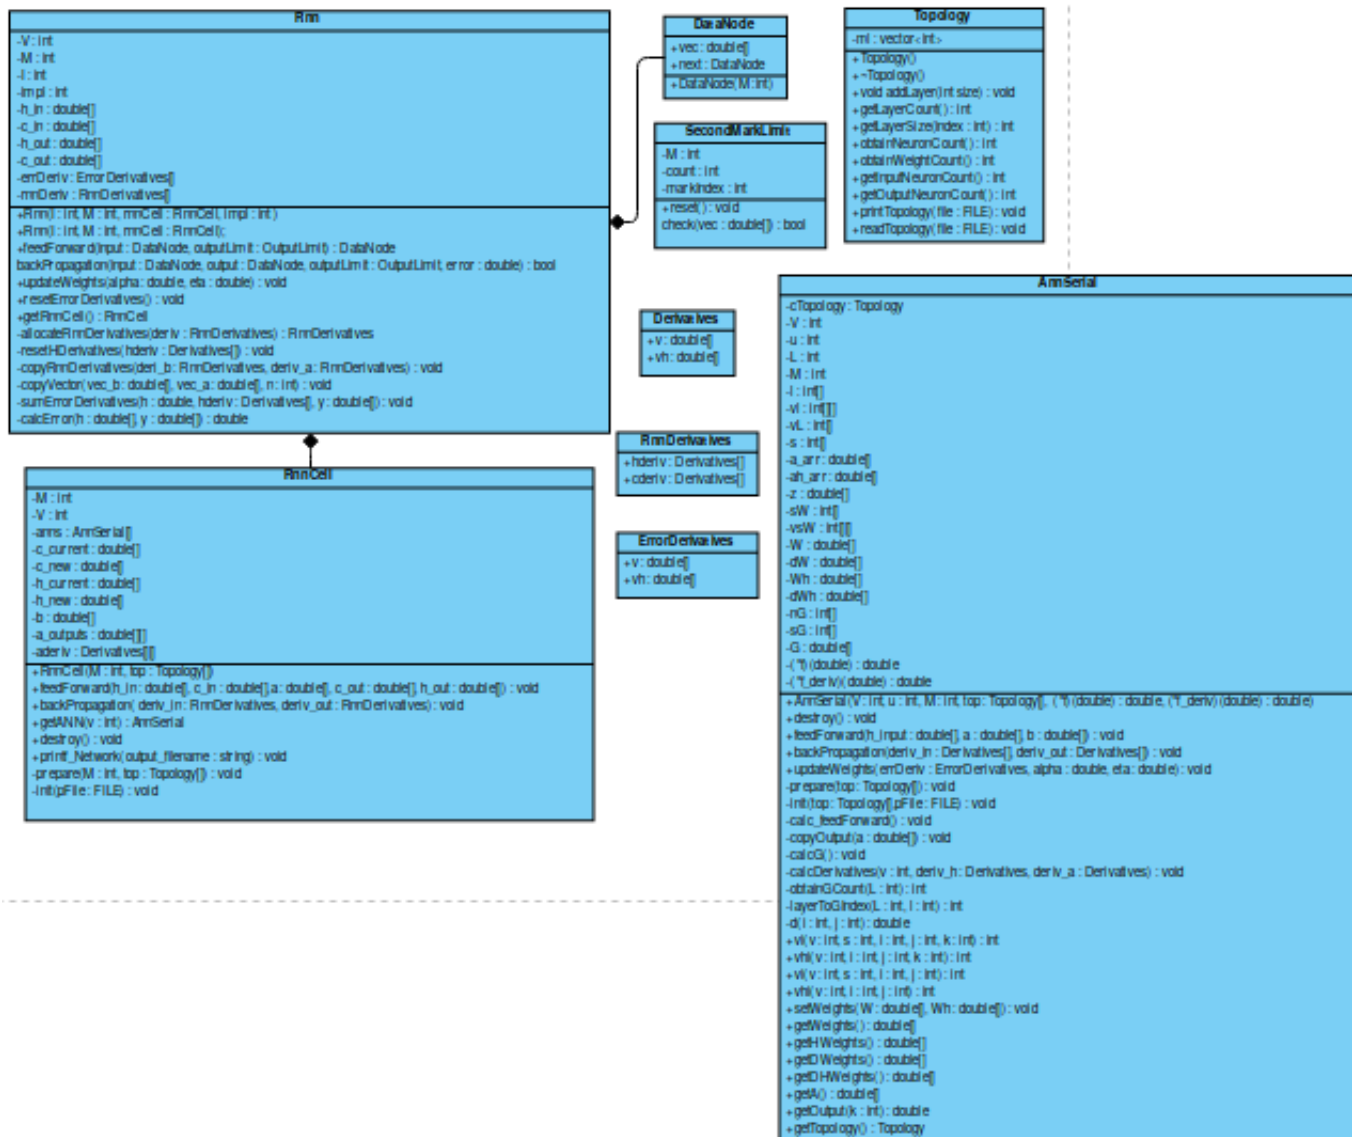 Rnn
-V : int
-M : int
-I : int
-impl : int
-h_in : double[]
-c_in : double[]
-h_out : double[]
-c_out : double[]
-errDeriv : ErrorDerivatives[]
-rnnDeriv : RnnDerivatives[]
+Rnn(I : int, M : int, rnnCell : RnnCell, impl : int)
+Rnn(I : int, M : int, rnnCell : RnnCell);
+feedForward(input : DataNode, outputLimit : OutputLimit) : DataNode
backPropagation(input : DataNode, output : DataNode, outputLimit : OutputLimit, error : double) : bool
+updateWeights(alpha : double, eta : double) : void
+resetErrorDerivatives() : void
+getRnnCell() : RnnCell
-allocateRnnDerivatives(deriv : RnnDerivatives) : RnnDerivatives
-resetHDerivatives(hderiv : Derivatives[]) : void
-copyRnnDerivatives(deri_b : RnnDerivatives, deriv_a : RnnDerivatives) : void
-copyVector(vec_b : double[], vec_a : double[], n : int) : void
-sumErrorDerivatives(h : double, hderiv : Derivatives[], y : double[]) : void
-calcError(h : double[], y : double[]) : double
DataNode
+vec : double[]
+next : DataNode
+DataNode(M:int)
SecondMarkLimit
-M : int
-count : int
-markIndex : int
+reset() : void
check(vec : double[]) : bool
Topology
-ml : vector<int>
+Topology()
+~Topology()
+void addLayer(int size) : void
+getLayerCount() : int
+getLayerSize(index : int) : int
+obtainNeuronCount() : int
+obtainWeightCount() : int
+getInputNeuronCount() : int
+getOutputNeuronCount() : int
+printTopology(file : FILE) : void
+readTopology(file : FILE) : void
Derivatives
+v : double[]
+vh : double[]
RnnDerivatives
+hderiv : Derivatives[]
+cderiv : Derivatives[]
ErrorDerivatives
+v : double[]
+vh : double[]
RnnCell
-M : int
-V : int
-anns : AnnSerial[]
-c_current : double[]
-c_new : double[]
-h_current : double[]
-h_new : double[]
-b : double[]
-a_outputs : double[][]
-aderiv : Derivatives[][]
+RnnCell(M : int, top : Topology[])
+feedForward(h_in : double[], c_in : double[],a : double[], c_out : double[], h_out : double[]) : void
+backPropagation( deriv_in : RnnDerivatives, deriv_out : RnnDerivatives) : void
+getANN(v : int) : AnnSerial
+destroy() : void
+printf_Network(output_filename : string) : void
-prepare(M : int, top : Topology[]) : void
-init(pFile : FILE) : void
AnnSerial
-cTopology : Topology
-V : int
-u : int
-L : int
-M : int
-l : int[]
-vl : int[][]
-vL : int[]
-s : int[]
-a_arr : double[]
-ah_arr : double[]
-z : double[]
-sW : int[]
-vsW : int[][]
-W : double[]
-dW : double[]
-Wh : double[]
-dWh : double[]
-nG : int[]
-sG : int[]
-G : double[]
-(*f)(double) : double
-(*f_deriv)(double) : double
+AnnSerial(V : int, u : int, M : int, top : Topology[], (*f)(double) : double, (*f_deriv)(double) : double)
+destroy() : void
+feedForward(h_input : double[], a : double[], b : double[]) : void
+backPropagation(deriv_in : Derivatives[], deriv_out : Derivatives[]) : void
+updateWeights(errDeriv : ErrorDerivatives, alpha : double, eta : double) : void
-prepare(top : Topology[]) : void
-init(top : Topology[],pFile : FILE) : void
-calc_feedForward() : void
-copyOutput(a : double[]) : void
-calcG() : void
-calcDerivatives(v : int, deriv_h : Derivatives, deriv_a : Derivatives) : void
-obtainGCount(L : int) : int
-layerToGIndex(L : int, l : int) : int
-d(i : int, j : int) : double
+vi(v : int, s : int, i : int, j : int, k : int) : int
+vhi(v : int, i : int, j : int, k : int) : int
+vi(v : int, s : int, i : int, j : int) : int
+vhi(v : int, i : int, j : int) : int
+setWeights(W : double[], Wh : double[]) : void
+getWeights() : double[]
+getHWeights() : double[]
+getDWeights() : double[]
+getDHWeights() : double[]
+getA() : double[]
+getOutput(k : int) : double
+getTopology() : Topology